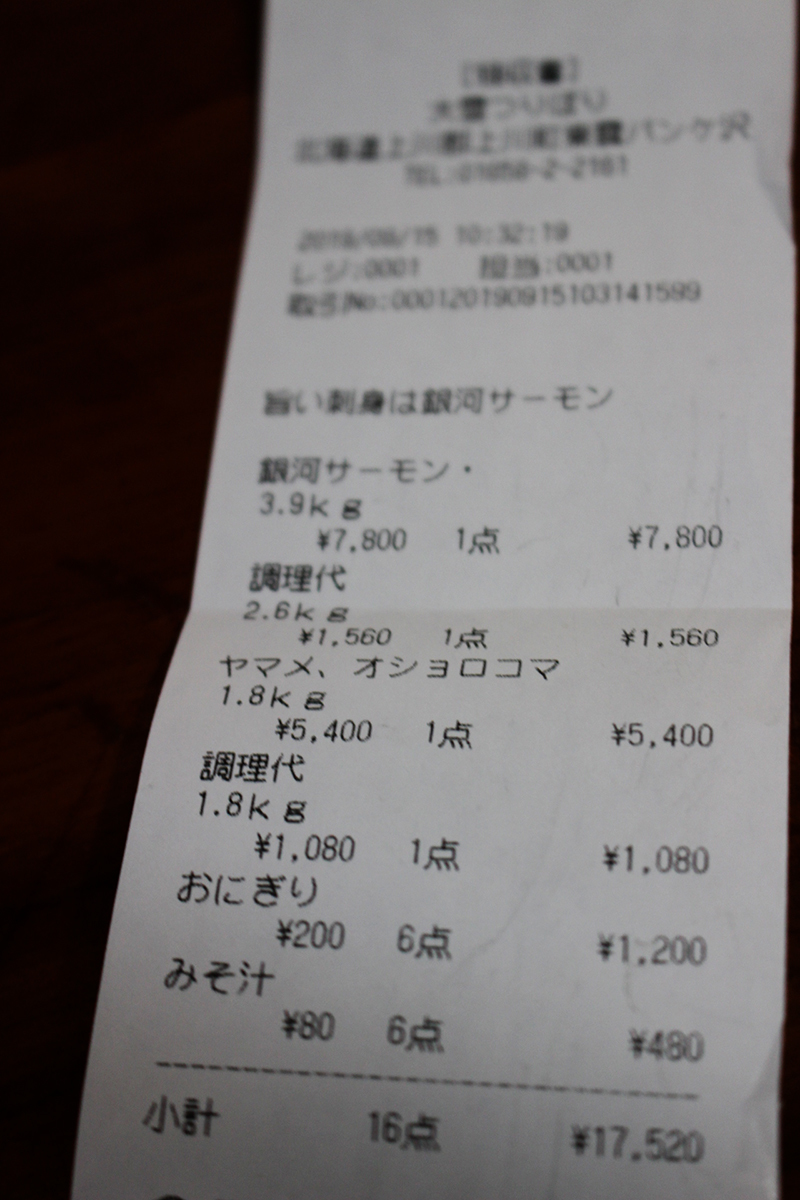 [領収書]
大雪つりぼり
北海道上川郡上川町東雲パンケ沢
TEL:01658-2-2161
2019/09/15 10:32:19
レジ:0001 担当:0001
取引No:000120190915103141599
旨い刺身は銀河サーモン
銀河サーモン・
3.9kg
¥7,800 1点 ¥7,800
調理代
2.6kg
¥1,560 1点 ¥1,560
ヤマメ、オショロコマ
1.8kg
¥5,400 1点 ¥5,400
調理代
1.8kg
¥1,080 1点 ¥1,080
おにぎり
¥200 6点 ¥1,200
みそ汁
¥80 6点 ¥480
小計 16点 ¥17,520